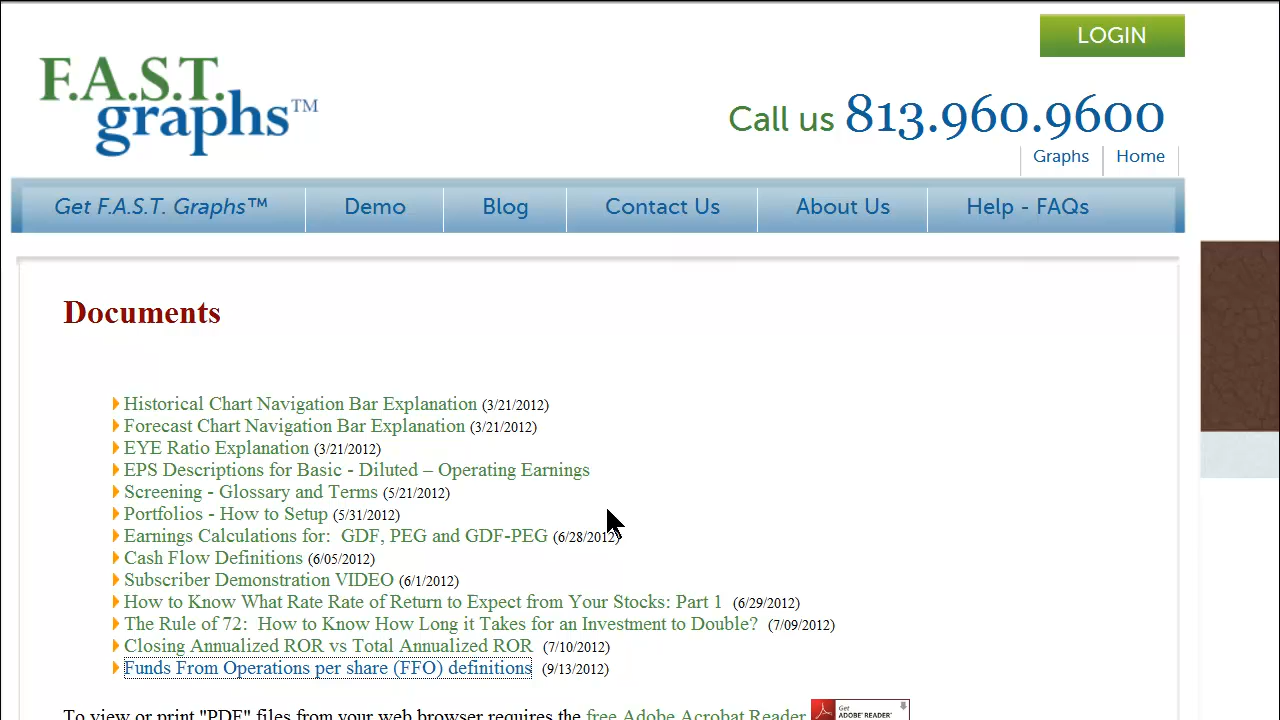 LOGIN
F.A.S.T.
graphs™
Call us 813.960.9600
Graphs Home
Get F.A.S.T. Graphs™ Demo Blog Contact Us About Us Help - FAQs
Documents
Historical Chart Navigation Bar Explanation (3/21/2012)
Forecast Chart Navigation Bar Explanation (3/21/2012)
EYE Ratio Explanation (3/21/2012)
EPS Descriptions for Basic - Diluted – Operating Earnings
Screening - Glossary and Terms (5/21/2012)
Portfolios - How to Setup (5/31/2012)
Earnings Calculations for: GDF, PEG and GDF-PEG (6/28/2012)
Cash Flow Definitions (6/05/2012)
Subscriber Demonstration VIDEO (6/1/2012)
How to Know What Rate Rate of Return to Expect from Your Stocks: Part 1 (6/29/2012)
The Rule of 72: How to Know How Long it Takes for an Investment to Double? (7/09/2012)
Closing Annualized ROR vs Total Annualized ROR (7/10/2012)
Funds From Operations per share (FFO) definitions (9/13/2012)
To view or print "PDF" files from your web browser requires the free Adobe Acrobat Reader
Get
ADOBE® READER®